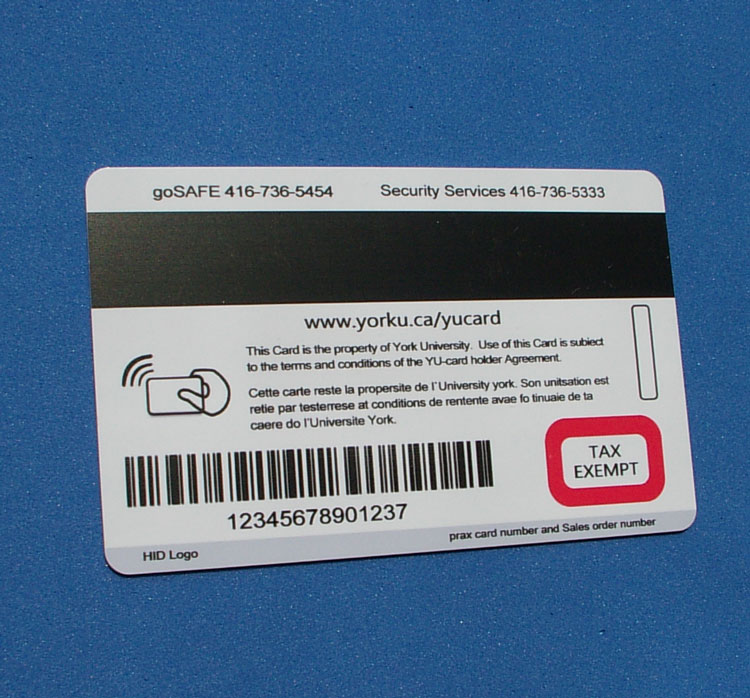 goSAFE 416-736-5454 Security Services 416-736-5333
www.yorku.ca/yucard
This Card is the property of York University. Use of this Card is subject
to the terms and conditions of the YU-card holder Agreement.
Cette carte reste la propersite de l'University york. Son unitsation est
retie par testerrese at conditions de rentente avae fo tinuaie de ta
caere do l'Universite York.
TAX
EXEMPT
12345678901237
prax card number and Sales order number
HID Logo